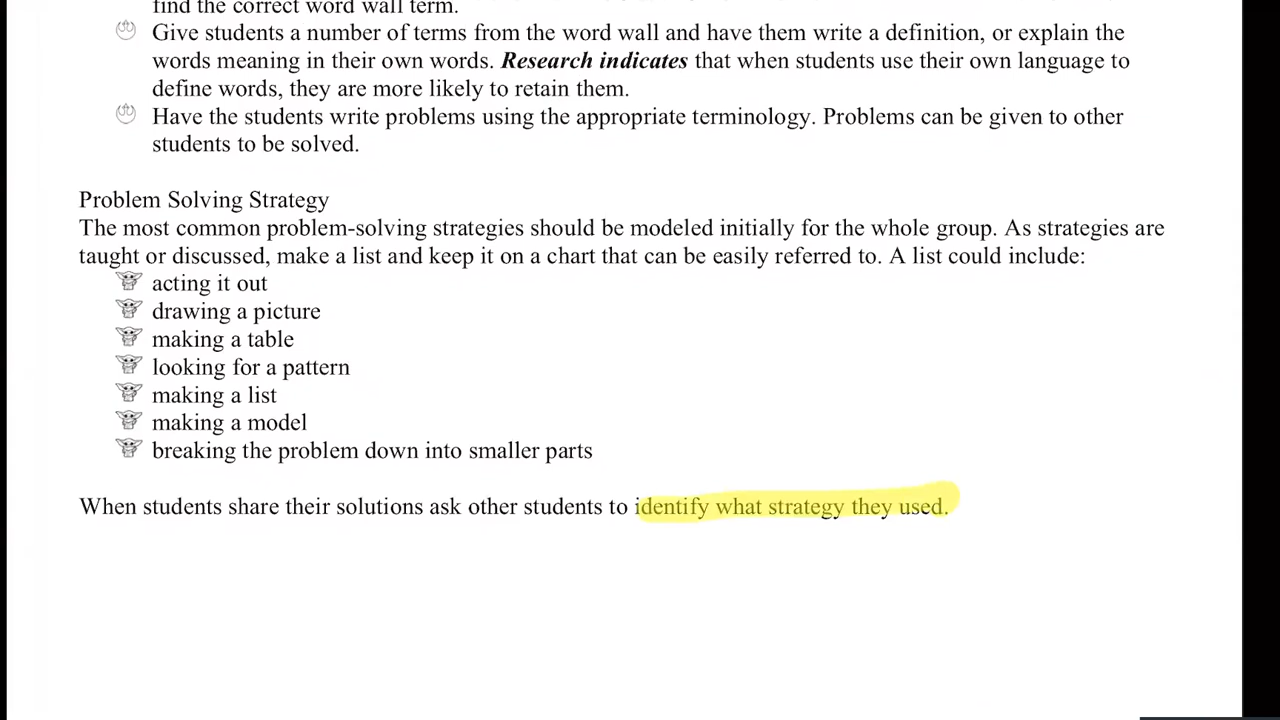 find the correct word wall term.
Give students a number of terms from the word wall and have them write a definition, or explain the
words meaning in their own words. Research indicates that when students use their own language to
define words, they are more likely to retain them.
Have the students write problems using the appropriate terminology. Problems can be given to other
students to be solved.
Problem Solving Strategy
The most common problem-solving strategies should be modeled initially for the whole group. As strategies are
taught or discussed, make a list and keep it on a chart that can be easily referred to. A list could include:
acting it out
drawing a picture
making a table
looking for a pattern
making a list
making a model
breaking the problem down into smaller parts
When students share their solutions ask other students to identify what strategy they used.